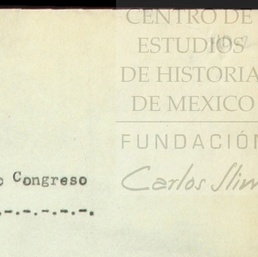 CENTRO DE
ESTUDIOS
DE HISTORIA
DE MEXICO
FUNDACIÓN
Carlos Slim
Congreso
.-.-.-.-.-.